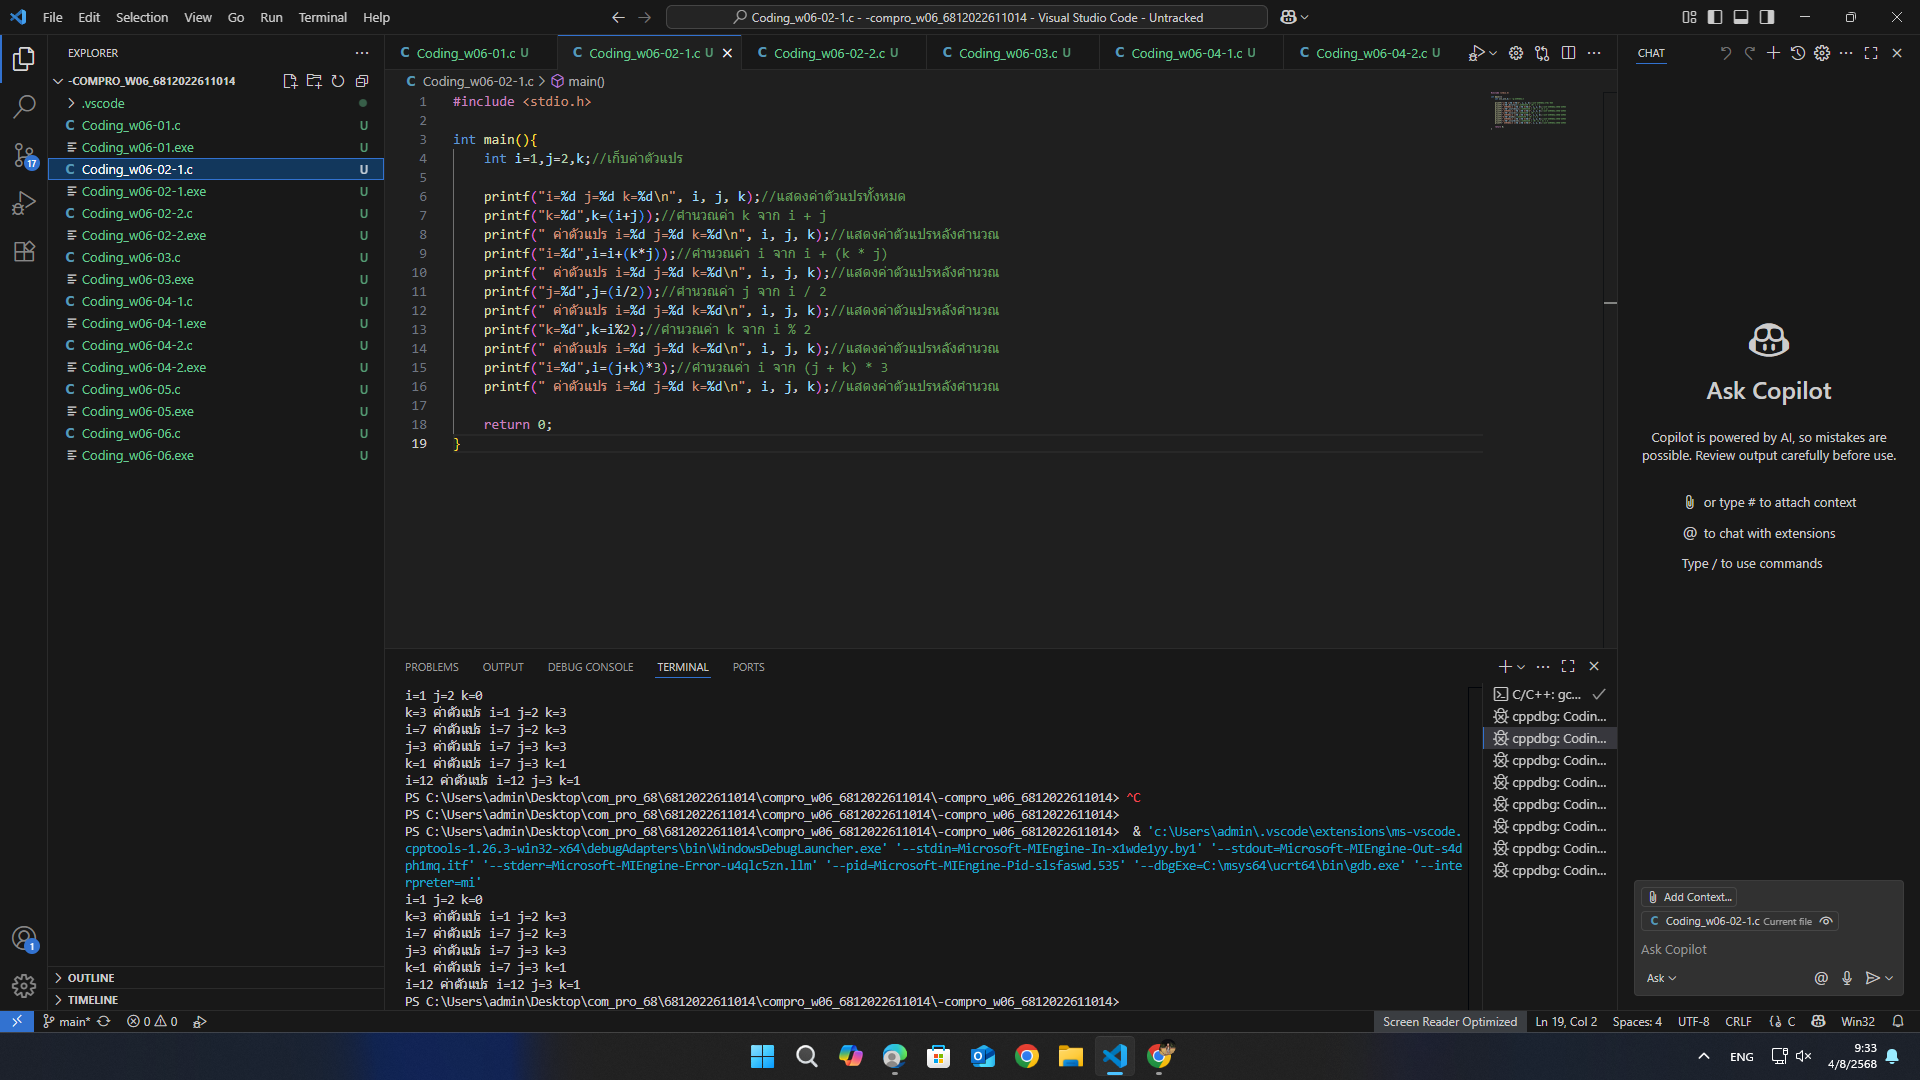 File Edit Selection View Go Run Terminal Help
Coding_w06-02-1.c - -compro_w06_6812022611014 - Visual Studio Code - Untracked
EXPLORER
-COMPRO_W06_6812022611014
.vscode
Coding_w06-01.c U
Coding_w06-01.exe U
Coding_w06-02-1.c U
Coding_w06-02-1.exe U
Coding_w06-02-2.c U
Coding_w06-02-2.exe U
Coding_w06-03.c U
Coding_w06-03.exe U
Coding_w06-04-1.c U
Coding_w06-04-1.exe U
Coding_w06-04-2.c U
Coding_w06-04-2.exe U
Coding_w06-05.c U
Coding_w06-05.exe U
Coding_w06-06.c U
Coding_w06-06.exe U
OUTLINE
TIMELINE
17
1
Coding_w06-01.c U Coding_w06-02-1.c U Coding_w06-02-2.c U Coding_w06-03.c U Coding_w06-04-1.c U Coding_w06-04-2.c U
Coding_w06-02-1.c > main()
1 #include <stdio.h>
2
3 int main(){
4 int i=1,j=2,k;//เก็บค่าตัวแปร
5
6 printf("i=%d j=%d k=%d\n", i, j, k);//แสดงค่าตัวแปรทั้งหมด
7 printf("k=%d",k=(i+j));//คำนวณค่า k จาก i + j
8 printf(" ค่าตัวแปร i=%d j=%d k=%d\n", i, j, k);//แสดงค่าตัวแปรหลังคำนวณ
9 printf("i=%d",i=i+(k*j));//คำนวณค่า i จาก i + (k * j)
10 printf(" ค่าตัวแปร i=%d j=%d k=%d\n", i, j, k);//แสดงค่าตัวแปรหลังคำนวณ
11 printf("j=%d",j=(i/2));//คำนวณค่า j จาก i / 2
12 printf(" ค่าตัวแปร i=%d j=%d k=%d\n", i, j, k);//แสดงค่าตัวแปรหลังคำนวณ
13 printf("k=%d",k=i%2);//คำนวณค่า k จาก i % 2
14 printf(" ค่าตัวแปร i=%d j=%d k=%d\n", i, j, k);//แสดงค่าตัวแปรหลังคำนวณ
15 printf("i=%d",i=(j+k)*3);//คำนวณค่า i จาก (j + k) * 3
16 printf(" ค่าตัวแปร i=%d j=%d k=%d\n", i, j, k);//แสดงค่าตัวแปรหลังคำนวณ
17
18 return 0;
19 }
PROBLEMS OUTPUT DEBUG CONSOLE TERMINAL PORTS
i=1 j=2 k=0
k=3 ค่าตัวแปร i=1 j=2 k=3
i=7 ค่าตัวแปร i=7 j=2 k=3
j=3 ค่าตัวแปร i=7 j=3 k=3
k=1 ค่าตัวแปร i=7 j=3 k=1
i=12 ค่าตัวแปร i=12 j=3 k=1
PS C:\Users\admin\Desktop\com_pro_68\6812022611014\compro_w06_6812022611014\-compro_w06_6812022611014> ^C
PS C:\Users\admin\Desktop\com_pro_68\6812022611014\compro_w06_6812022611014\-compro_w06_6812022611014>
PS C:\Users\admin\Desktop\com_pro_68\6812022611014\compro_w06_6812022611014\-compro_w06_6812022611014> & 'c:\Users\admin\.vscode\extensions\ms-vscode.
cpptools-1.26.3-win32-x64\debugAdapters\bin\WindowsDebugLauncher.exe' '--stdin=Microsoft-MIEngine-In-x1wde1yy.by1' '--stdout=Microsoft-MIEngine-Out-s4d
ph1mq.itf' '--stderr=Microsoft-MIEngine-Error-u4qlc5zn.llm' '--pid=Microsoft-MIEngine-Pid-slsfaswd.535' '--dbgExe=C:\msys64\ucrt64\bin\gdb.exe' '--inte
rpreter=mi'
i=1 j=2 k=0
k=3 ค่าตัวแปร i=1 j=2 k=3
i=7 ค่าตัวแปร i=7 j=2 k=3
j=3 ค่าตัวแปร i=7 j=3 k=3
k=1 ค่าตัวแปร i=7 j=3 k=1
i=12 ค่าตัวแปร i=12 j=3 k=1
PS C:\Users\admin\Desktop\com_pro_68\6812022611014\compro_w06_6812022611014\-compro_w06_6812022611014>
C/C++: gc...
cppdbg: Codin...
cppdbg: Codin...
cppdbg: Codin...
cppdbg: Codin...
cppdbg: Codin...
cppdbg: Codin...
cppdbg: Codin...
cppdbg: Codin...
CHAT
Ask Copilot
Copilot is powered by AI, so mistakes are
possible. Review output carefully before use.
or type # to attach context
@ to chat with extensions
Type / to use commands
Add Context...
Coding_w06-02-1.c Current file
Ask Copilot
Ask
main* 0 0
Screen Reader Optimized Ln 19, Col 2 Spaces: 4 UTF-8 CRLF {} C Win32
ENG
9:33
4/8/2568